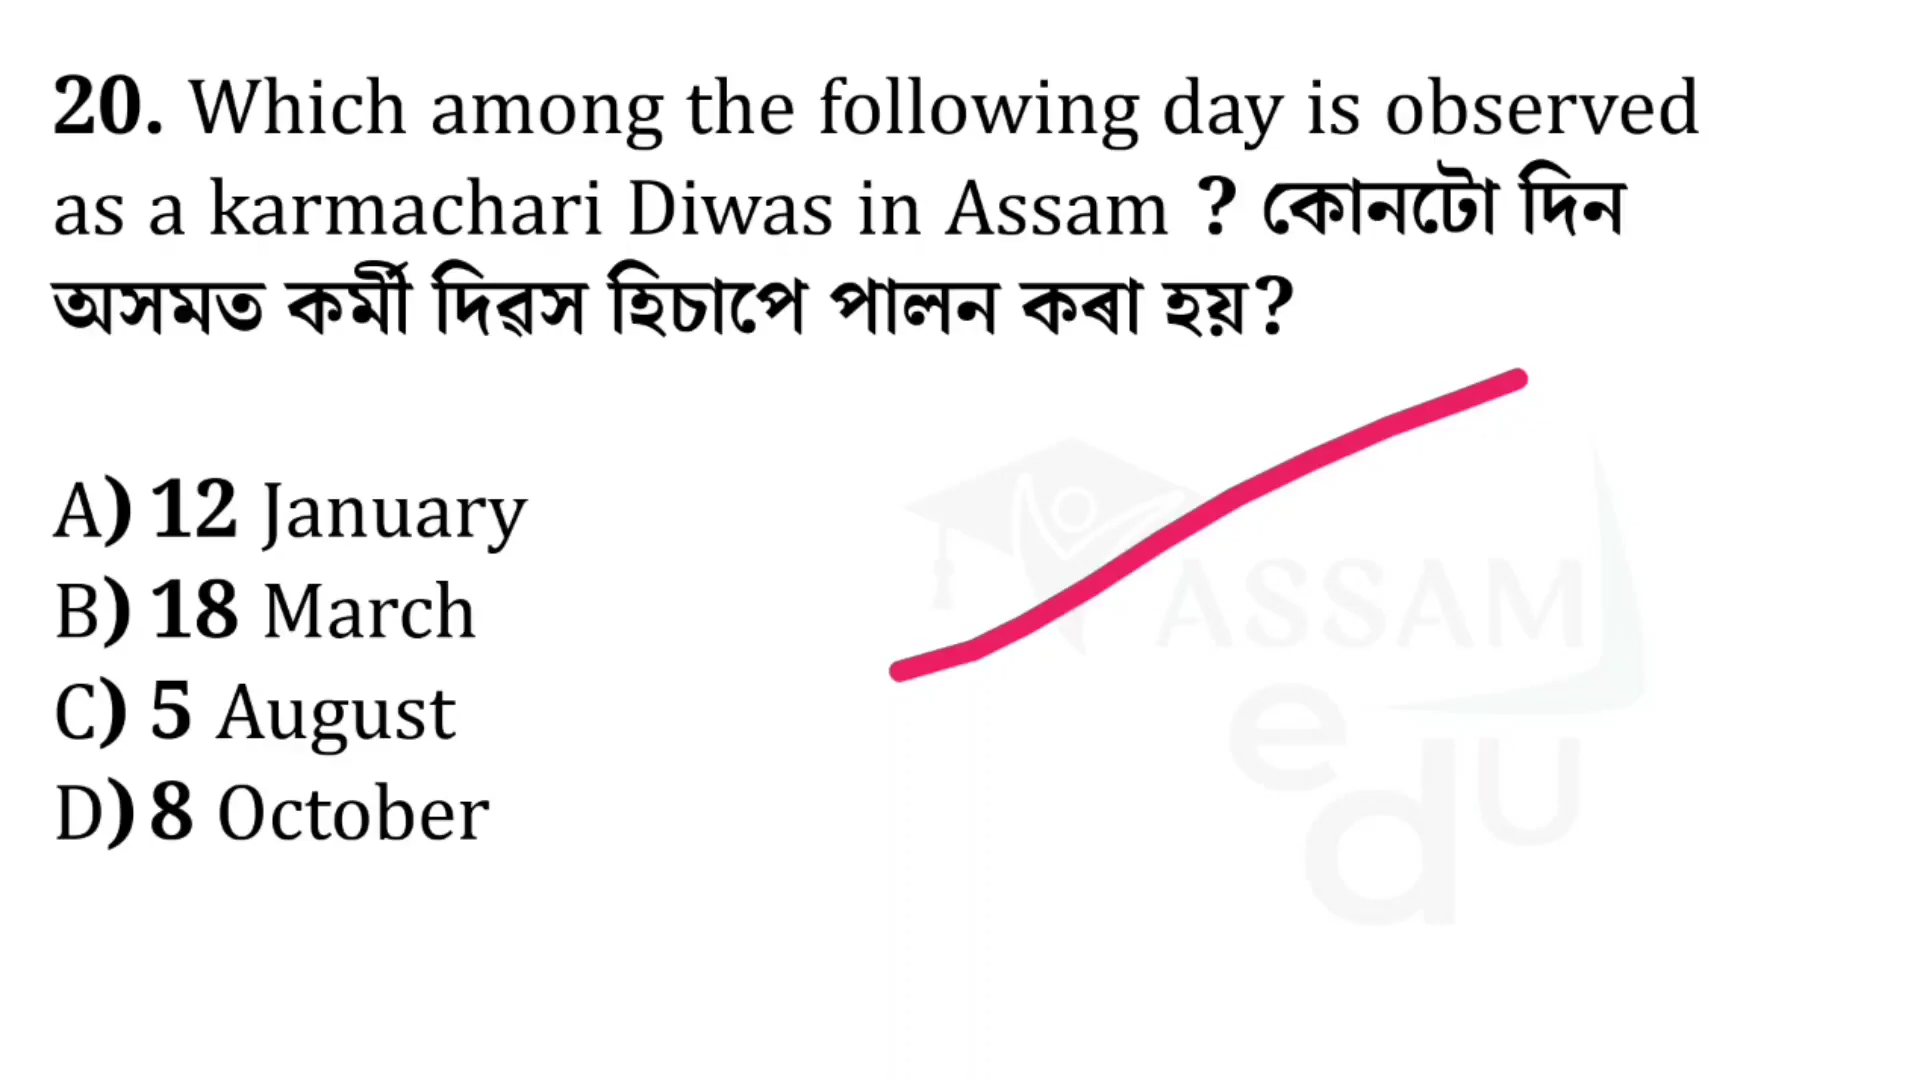 20. Which among the following day is observed
as a karmachari Diwas in Assam ? কোনটো দিন
অসমত কৰ্মী দিৱস হিচাপে পালন কৰা হয়?
A) 12 January
B) 18 March
C) 5 August
D) 8 October
ASSAM
edu